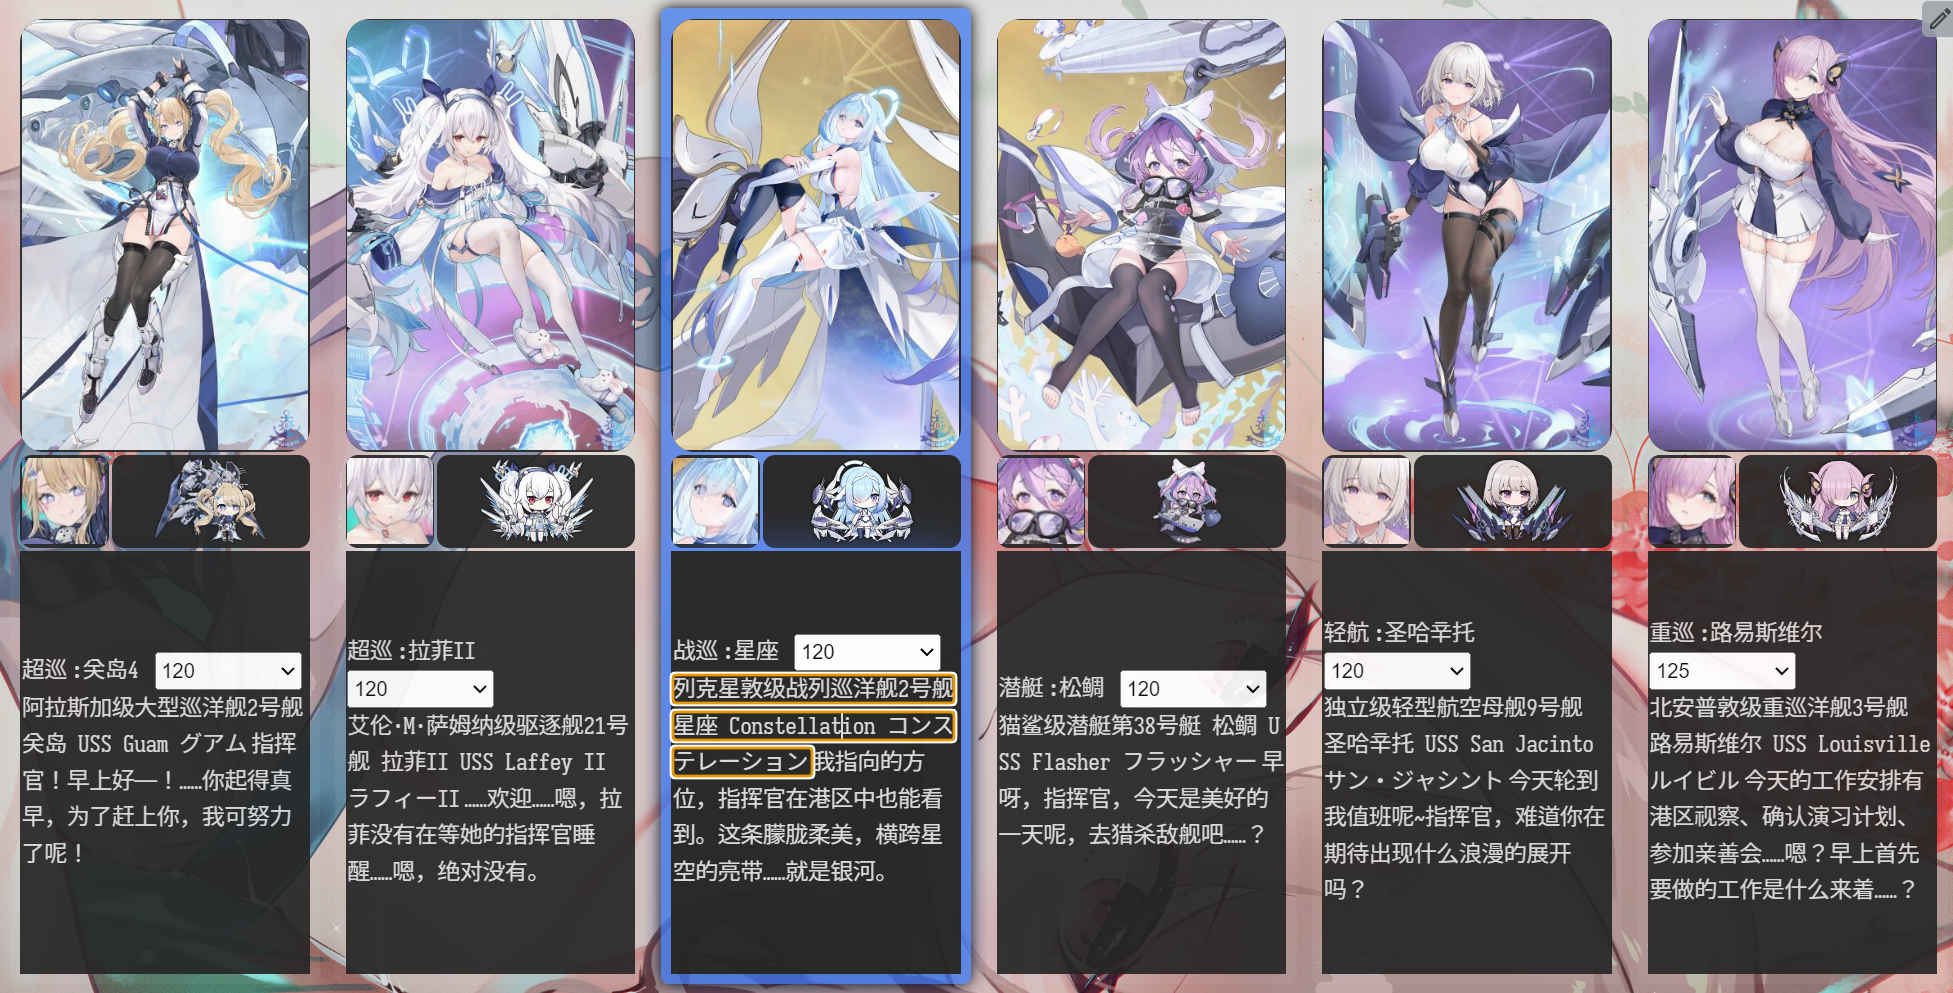 超巡 :关岛4 120
阿拉斯加级大型巡洋舰2号舰
关岛 USS Guam グアム 指挥
官！早上好——！……你起得真
早，为了赶上你，我可努力
了呢！
超巡 :拉菲II
120
艾伦·M·萨姆纳级驱逐舰21号
舰 拉菲II USS Laffey II
ラフィーII ……欢迎……嗯，拉
菲没有在等她的指挥官睡
醒……嗯，绝对没有。
战巡 :星座 120
列克星敦级战列巡洋舰2号舰
星座 Constellation コンス
テレーション 我指向的方
位，指挥官在港区中也能看
到。这条朦胧柔美，横跨星
空的亮带……就是银河。
潜艇 :松鲷 120
猫鲨级潜艇第38号艇 松鲷 U
SS Flasher フラッシャー 早
呀，指挥官，今天是美好的
一天呢，去猎杀敌舰吧……？
轻航 :圣哈辛托
120
独立级轻型航空母舰9号舰
圣哈辛托 USS San Jacinto
サン・ジャシント 今天轮到
我值班呢~指挥官，难道你在
期待出现什么浪漫的展开
吗？
重巡 :路易斯维尔
125
北安普敦级重巡洋舰3号舰
路易斯维尔 USS Louisville
ルイビル 今天的工作安排有
港区视察、确认演习计划、
参加亲善会……嗯？早上首先
要做的工作是什么来着……？